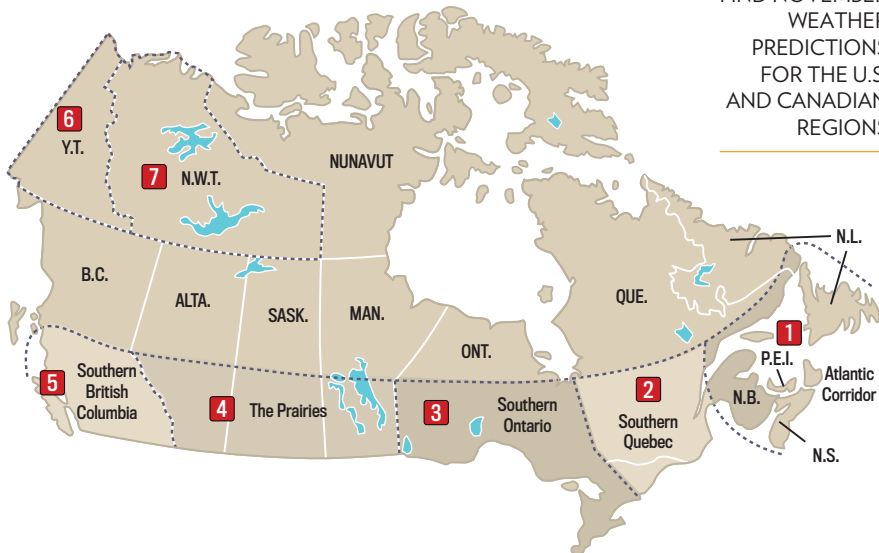 WEATHER
PREDICTIONS
FOR THE U.S.
AND CANADIAN
REGIONS
6
Y.T.
7
N.W.T.
NUNAVUT
N.L.
B.C.
ALTA.
SASK.
MAN.
ONT.
QUE.
1
P.E.I.
Atlantic
Corridor
N.B.
N.S.
5
Southern
British
Columbia
4
The Prairies
3
Southern
Ontario
2
Southern
Quebec